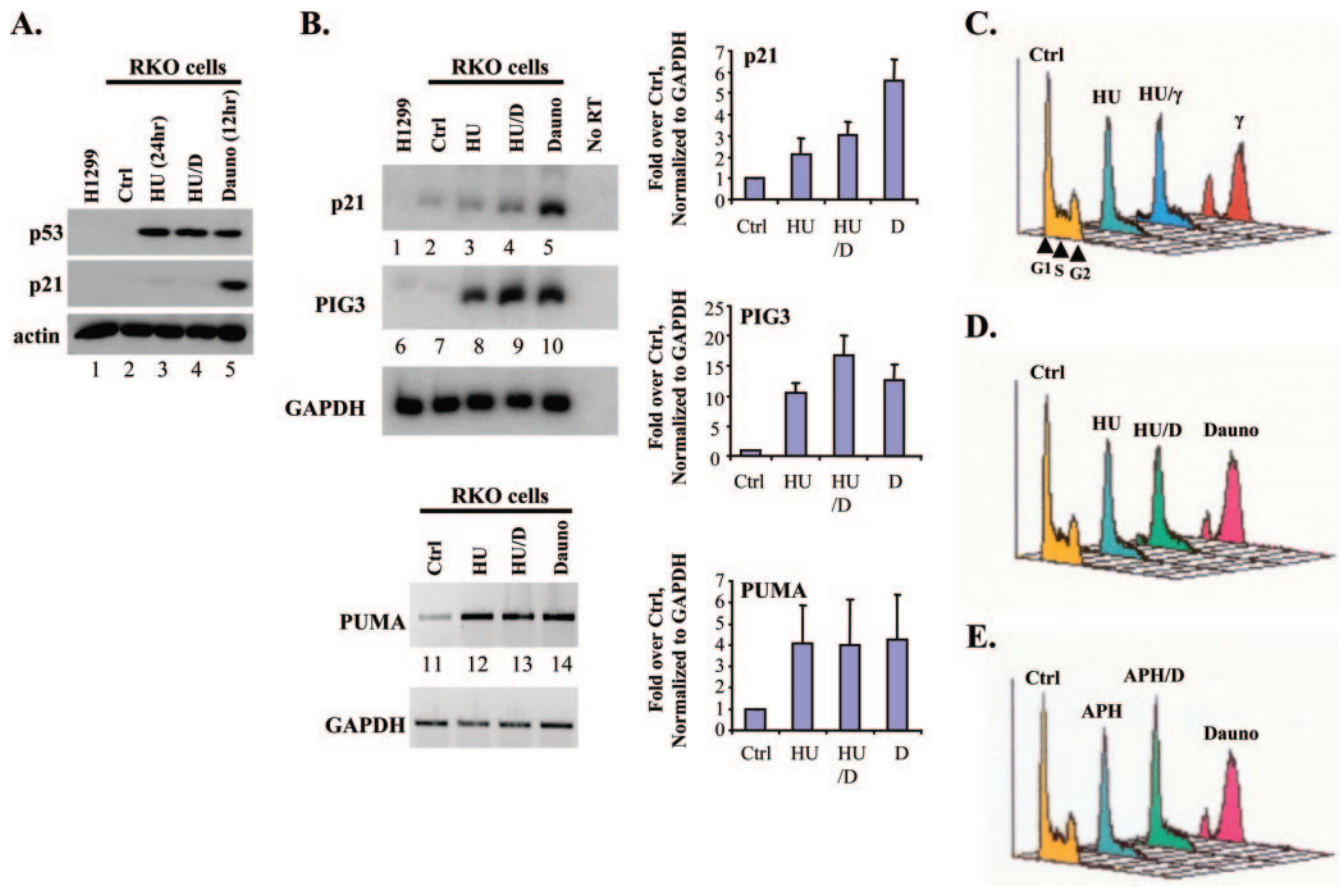 A.
RKO cells
H1299
Ctrl
HU (24hr)
HU/D
Dauno (12hr)
p53
p21
actin
1 2 3 4 5
B.
RKO cells
H1299
Ctrl
HU
HU/D
Dauno
No RT
p21
1 2 3 4 5
PIG3
6 7 8 9 10
GAPDH
RKO cells
Ctrl
HU
HU/D
Dauno
PUMA
11 12 13 14
GAPDH
p21
Fold over Ctrl,
Normalized to GAPDH
7
6
5
4
3
2
1
0
Ctrl HU HU D
/D
PIG3
Fold over Ctrl,
Normalized to GAPDH
25
20
15
10
5
0
Ctrl HU HU D
/D
PUMA
Fold over Ctrl,
Normalized to GAPDH
7
6
5
4
3
2
1
0
Ctrl HU HU D
/D
C.
Ctrl
HU
HU/γ
γ
G1 S G2
D.
Ctrl
HU
HU/D
Dauno
E.
Ctrl
APH
APH/D
Dauno